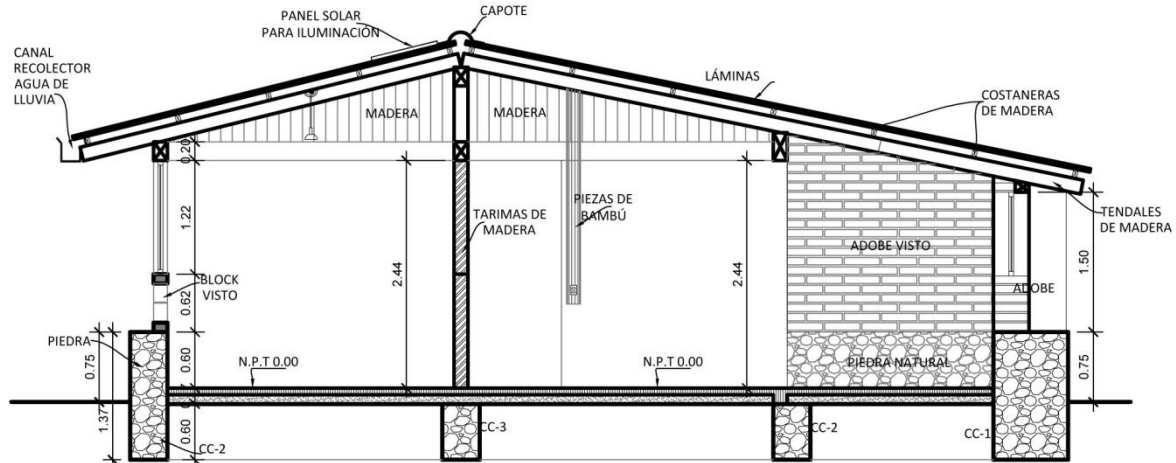 PANEL SOLAR
PARA ILUMINACIÓN
CAPOTE
CANAL
RECOLECTOR
AGUA DE
LLUVIA
LÁMINAS
COSTANERAS
DE MADERA
MADERA
MADERA
0.20
1.22
2.44
TARIMAS DE
MADERA
PIEZAS DE
BAMBÚ
2.44
ADOBE VISTO
TENDALES
DE MADERA
1.50
ADOBE
BLOCK
VISTO
0.62
PIEDRA
0.75
0.60
N.P.T 0.00
N.P.T 0.00
PIEDRA NATURAL
0.75
1.37
0.60
CC-2
CC-3
CC-2
CC-1